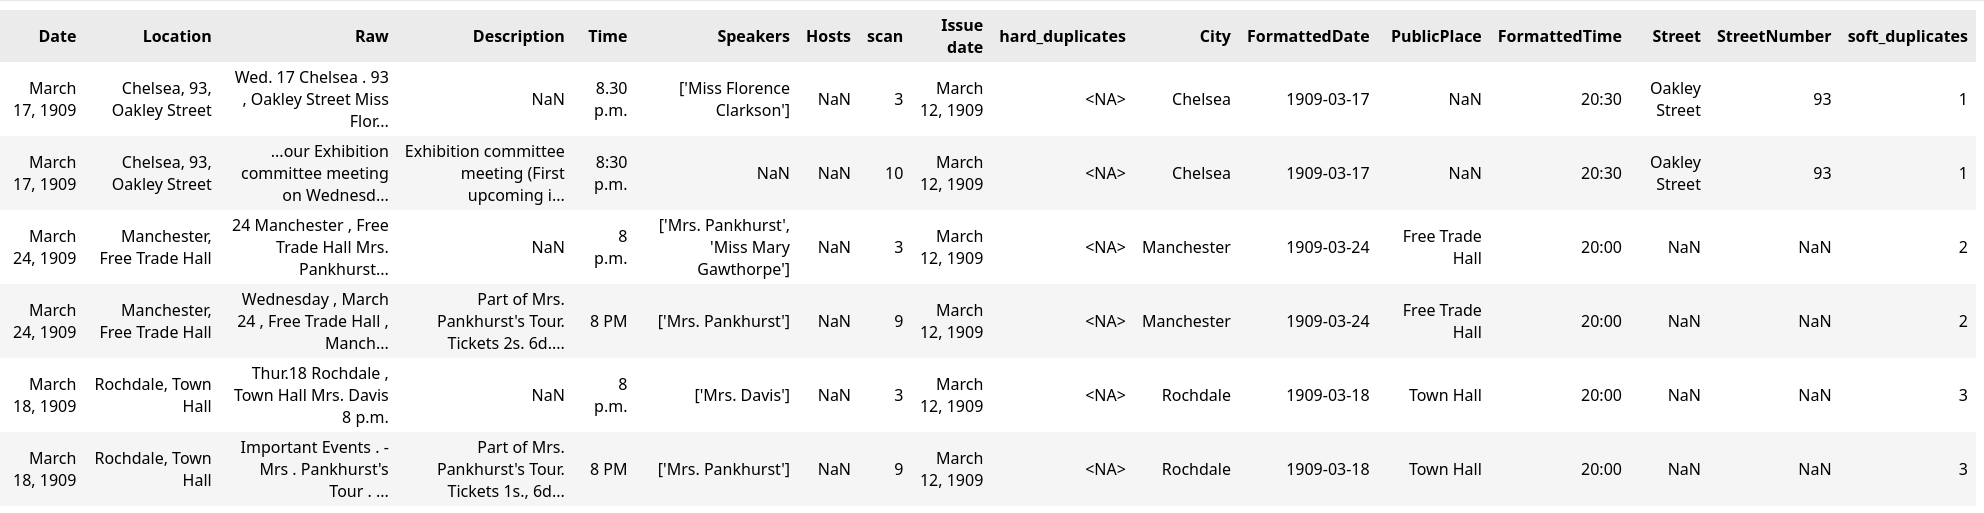 Date Location Raw Description Time Speakers Hosts scan Issue date hard_duplicates City FormattedDate PublicPlace FormattedTime Street StreetNumber soft_duplicates
March 17, 1909 Chelsea, 93, Oakley Street Wed. 17 Chelsea . 93 , Oakley Street Miss Flor... NaN 8.30 p.m. ['Miss Florence Clarkson'] NaN 3 March 12, 1909 <NA> Chelsea 1909-03-17 NaN 20:30 Oakley Street 93 1
March 17, 1909 Chelsea, 93, Oakley Street ...our Exhibition committee meeting on Wednesd... Exhibition committee meeting (First upcoming i... 8:30 p.m. NaN NaN 10 March 12, 1909 <NA> Chelsea 1909-03-17 NaN 20:30 Oakley Street 93 1
March 24, 1909 Manchester, Free Trade Hall 24 Manchester , Free Trade Hall Mrs. Pankhurst... NaN 8 p.m. ['Mrs. Pankhurst', 'Miss Mary Gawthorpe'] NaN 3 March 12, 1909 <NA> Manchester 1909-03-24 Free Trade Hall 20:00 NaN NaN 2
March 24, 1909 Manchester, Free Trade Hall Wednesday , March 24 , Free Trade Hall , Manch... Part of Mrs. Pankhurst's Tour. Tickets 2s. 6d.... 8 PM ['Mrs. Pankhurst'] NaN 9 March 12, 1909 <NA> Manchester 1909-03-24 Free Trade Hall 20:00 NaN NaN 2
March 18, 1909 Rochdale, Town Hall Thur.18 Rochdale , Town Hall Mrs. Davis 8 p.m. NaN 8 p.m. ['Mrs. Davis'] NaN 3 March 12, 1909 <NA> Rochdale 1909-03-18 Town Hall 20:00 NaN NaN 3
March 18, 1909 Rochdale, Town Hall Important Events . - Mrs . Pankhurst's Tour . ... Part of Mrs. Pankhurst's Tour. Tickets 1s., 6d... 8 PM ['Mrs. Pankhurst'] NaN 9 March 12, 1909 <NA> Rochdale 1909-03-18 Town Hall 20:00 NaN NaN 3